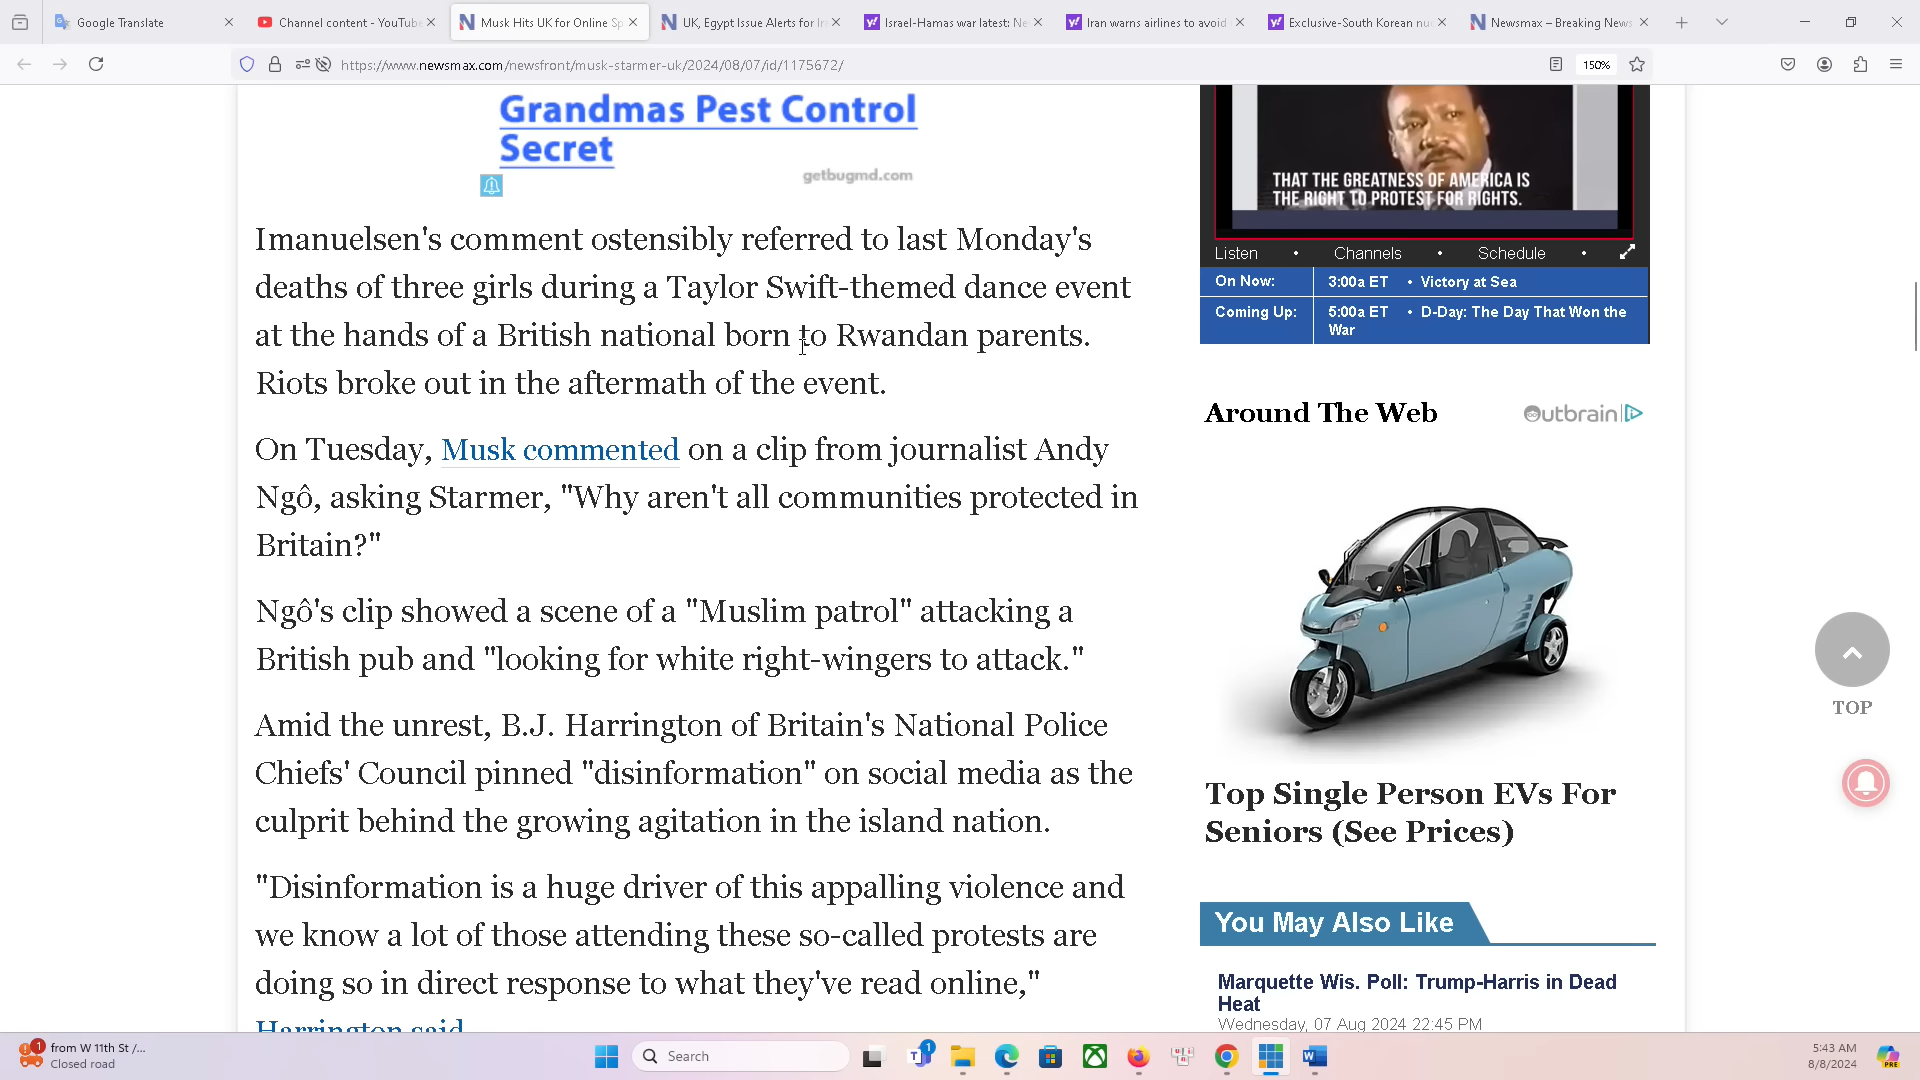 Google Translate
Channel content - YouTube
Musk Hits UK for Online Sp
UK, Egypt Issue Alerts for
Israel-Hamas war latest: Ne
Iran warns airlines to avoid
Exclusive-South Korean nu
Newsmax – Breaking News
https://www.newsmax.com/newsfront/musk-starmer-uk/2024/08/07/id/1175672/
150%
Grandmas Pest Control
Secret
getbugmd.com
Imanuelsen's comment ostensibly referred to last Monday's
deaths of three girls during a Taylor Swift-themed dance event
at the hands of a British national born to Rwandan parents.
Riots broke out in the aftermath of the event.
On Tuesday, Musk commented on a clip from journalist Andy
Ngô, asking Starmer, "Why aren't all communities protected in
Britain?"
Ngô's clip showed a scene of a "Muslim patrol" attacking a
British pub and "looking for white right-wingers to attack."
Amid the unrest, B.J. Harrington of Britain's National Police
Chiefs' Council pinned "disinformation" on social media as the
culprit behind the growing agitation in the island nation.
"Disinformation is a huge driver of this appalling violence and
we know a lot of those attending these so-called protests are
doing so in direct response to what they've read online,"
Harrington said
THAT THE GREATNESS OF AMERICA IS
THE RIGHT TO PROTEST FOR RIGHTS.
Listen • Channels • Schedule •
On Now: 3:00a ET • Victory at Sea
Coming Up: 5:00a ET • D-Day: The Day That Won the
War
Around The Web
Outbrain
Top Single Person EVs For
Seniors (See Prices)
You May Also Like
Marquette Wis. Poll: Trump-Harris in Dead
Heat
Wednesday, 07 Aug 2024 22:45 PM
TOP
1
from W 11th St /...
Closed road
Search
1
5:43 AM
8/8/2024
PRE